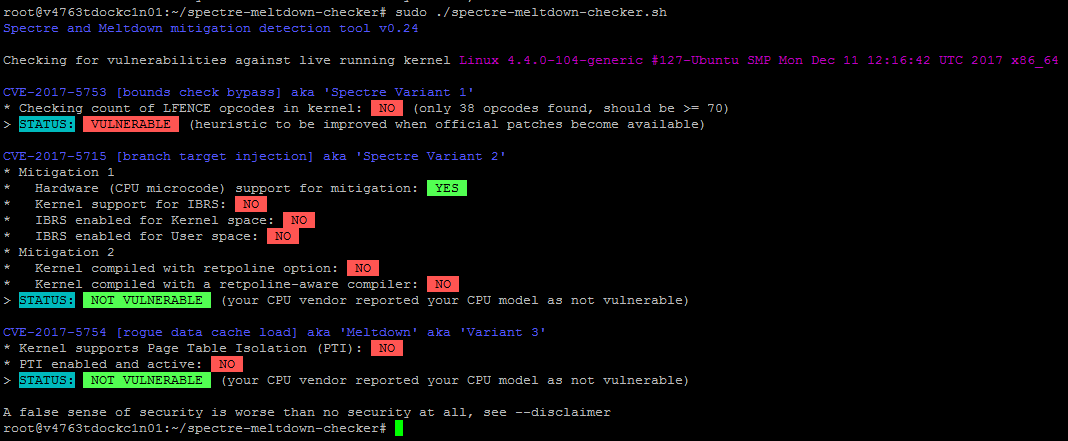 root@v4763tdockc1n01:~/spectre-meltdown-checker# sudo ./spectre-meltdown-checker.sh
Spectre and Meltdown mitigation detection tool v0.24
Checking for vulnerabilities against live running kernel Linux 4.4.0-104-generic #127-Ubuntu SMP Mon Dec 11 12:16:42 UTC 2017 x86_64
CVE-2017-5753 [bounds check bypass] aka 'Spectre Variant 1'
* Checking count of LFENCE opcodes in kernel: NO (only 38 opcodes found, should be >= 70)
> STATUS: VULNERABLE (heuristic to be improved when official patches become available)
CVE-2017-5715 [branch target injection] aka 'Spectre Variant 2'
* Mitigation 1
*   Hardware (CPU microcode) support for mitigation: YES
*   Kernel support for IBRS: NO
*   IBRS enabled for Kernel space: NO
*   IBRS enabled for User space: NO
* Mitigation 2
*   Kernel compiled with retpoline option: NO
*   Kernel compiled with a retpoline-aware compiler: NO
> STATUS: NOT VULNERABLE (your CPU vendor reported your CPU model as not vulnerable)
CVE-2017-5754 [rogue data cache load] aka 'Meltdown' aka 'Variant 3'
* Kernel supports Page Table Isolation (PTI): NO
* PTI enabled and active: NO
> STATUS: NOT VULNERABLE (your CPU vendor reported your CPU model as not vulnerable)
A false sense of security is worse than no security at all, see --disclaimer
root@v4763tdockc1n01:~/spectre-meltdown-checker#